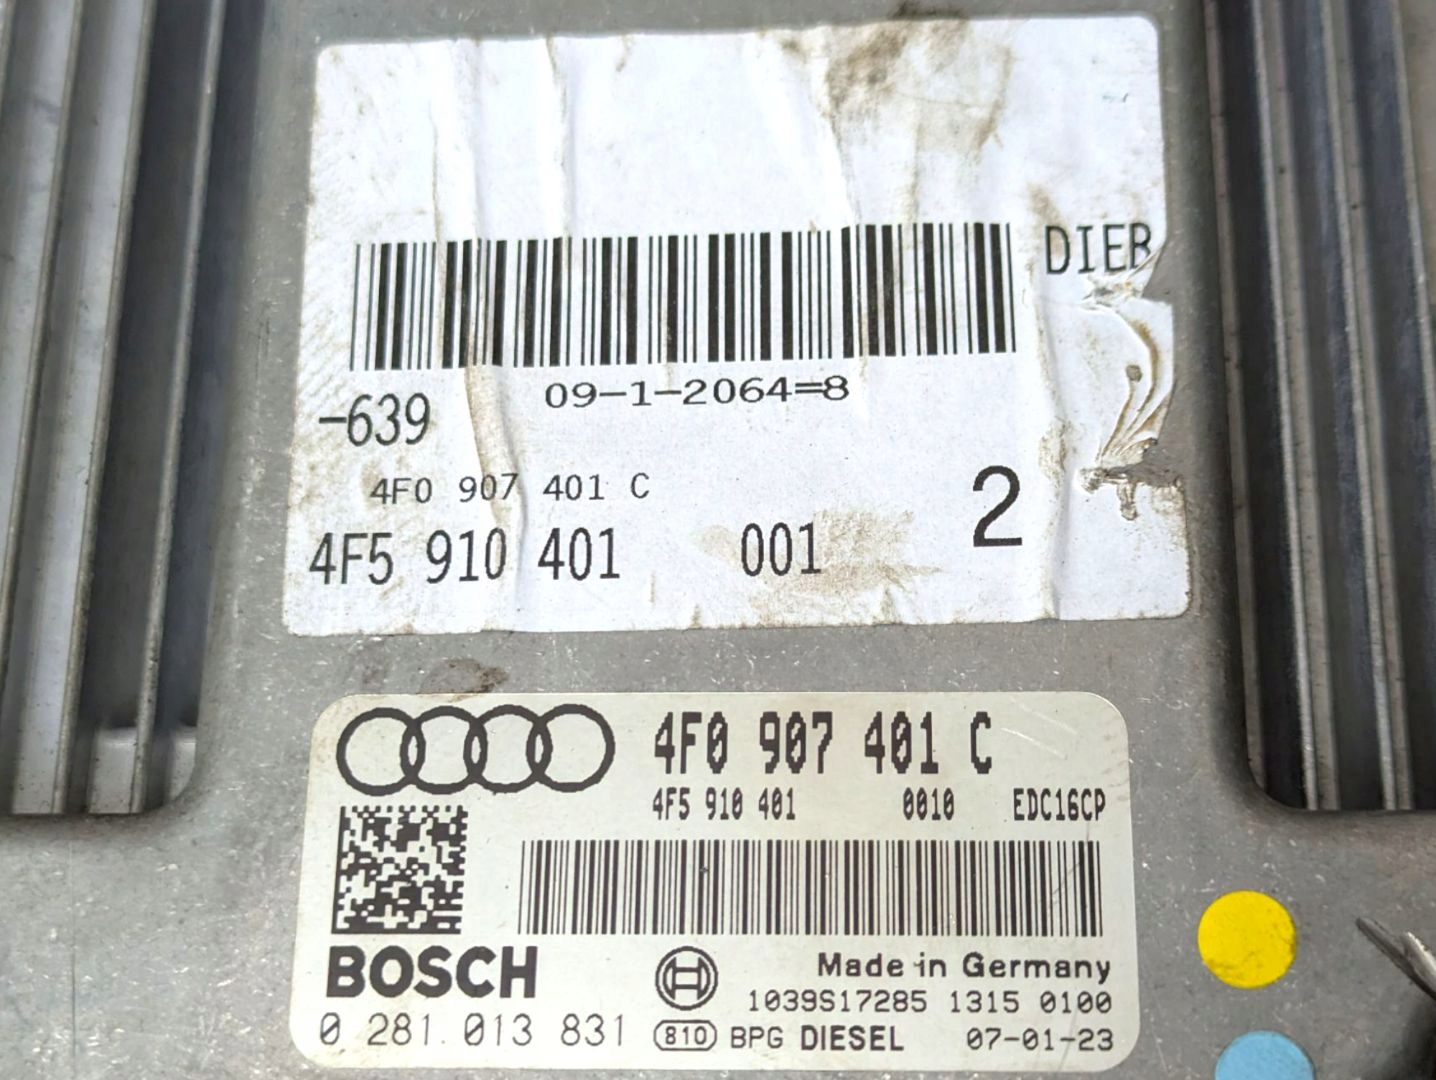 DIEB
09-1-2064=8
-639
4F0 907 401 C
2
4F5 910 401 001
4F0 907 401 C
4F5 910 401 0010 EDC16CP
BOSCH
Made in Germany
1039S17285 1315 0100
0 281 013 831 810 BPG DIESEL 07-01-23